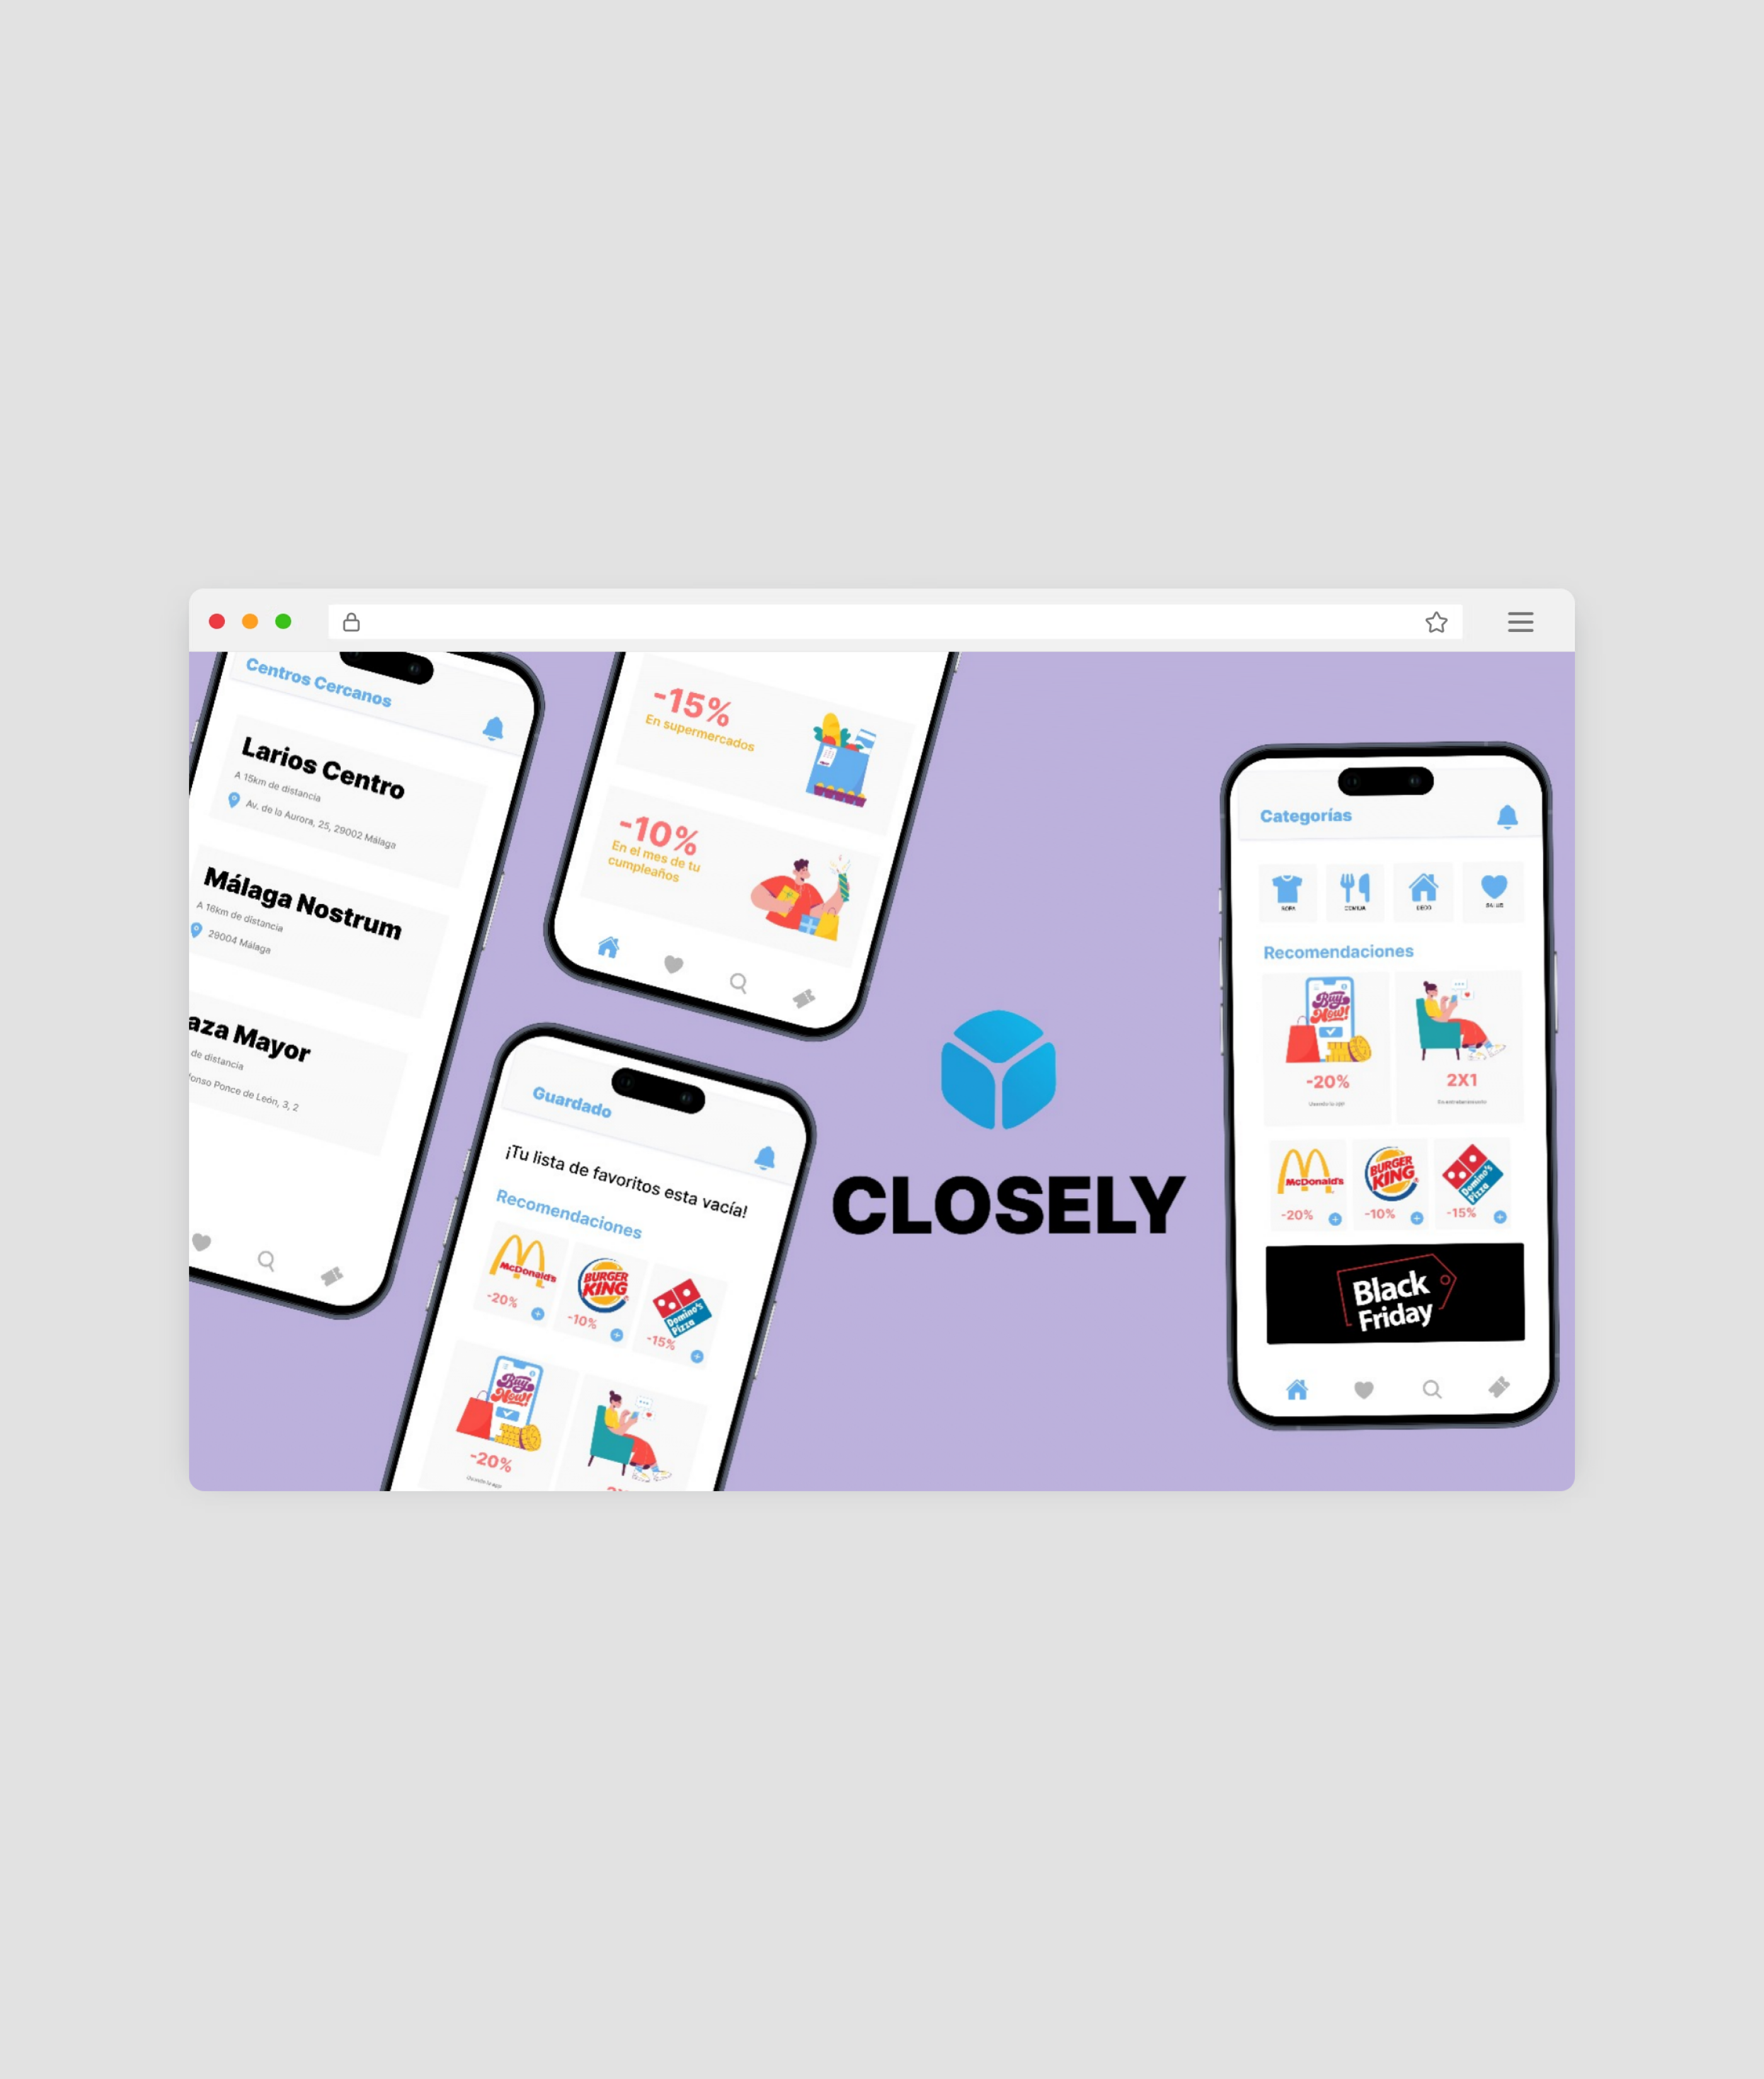 Centros Cercanos
Larios Centro
A 15km de distancia
Av. de la Aurora, 25, 29002 Málaga
Málaga Nostrum
A 16km de distancia
29004 Málaga
aza Mayor
de distancia
fonso Ponce de León, 3, 2
-15%
En supermercados
-10%
En el mes de tu
cumpleaños
Guardado
¡Tu lista de favoritos esta vacía!
Recomendaciones
McDonald's
-20%
BURGER
KING
-10%
Domino's
Pizza
-15%
Buy
Now!
-20%
Usando la app
CLOSELY
Categorías
ROPA
COMIDA
DECO
SALUD
Recomendaciones
Buy
Now!
-20%
Usando la app
2X1
En entretenimiento
McDonald's
-20%
BURGER
KING
-10%
Domino's
Pizza
-15%
Black
Friday